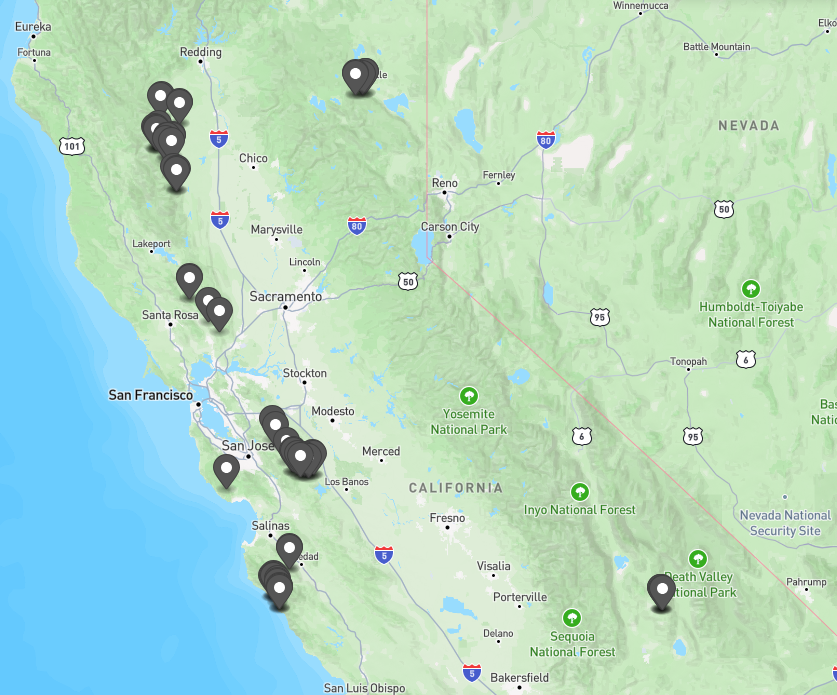 Winnemucca
Elko
Eureka
Fortuna
Redding
Battle Mountain
NEVADA
101
5
80
Chico
Reno
Fernley
50
5
80
Marysville
Carson City
Lakeport
Lincoln
50
Sacramento
Humboldt-Toiyabe
National Forest
Santa Rosa
95
Tonopah
6
Stockton
San Francisco
Modesto
Yosemite
National Park
6
95
San Jose
Merced
Los Banos
CALIFORNIA
Inyo National Forest
Fresno
Nevada National
Security Site
Salinas
5
Visalia
Death Valley
National Park
Pahrump
Porterville
Sequoia
National Forest
Delano
5
Bakersfield
San Luis Obispo